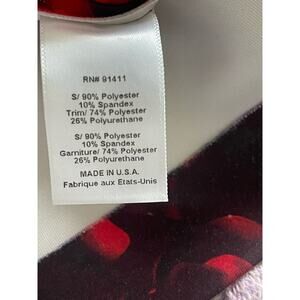 RN# 91411
S/ 90% Polyester
10% Spandex
Trim/ 74% Polyester
26% Polyurethane
S/ 90% Polyester
10% Spandex
Garniture/ 74% Polyester
26% Polyurethane
MADE IN U.S.A.
Fabrique aux Etats-Unis